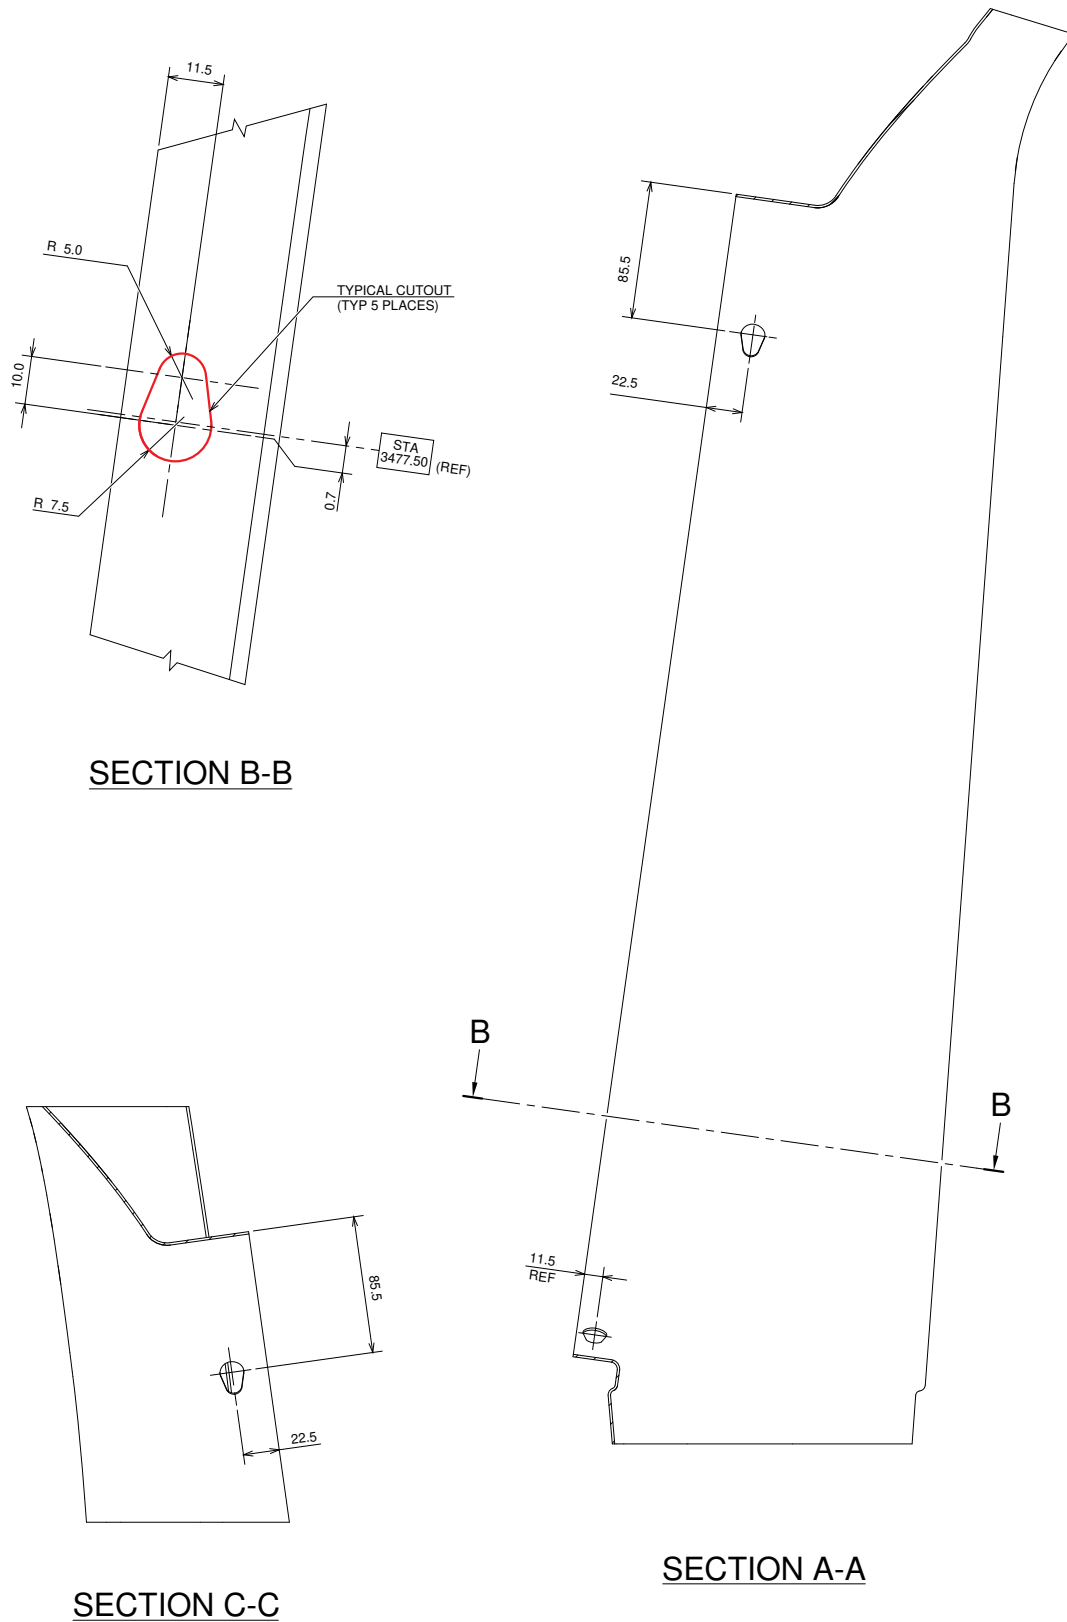 11.5
R 5.0
TYPICAL CUTOUT
(TYP 5 PLACES)
10.0
STA
3477.50
(REF)
0.7
R 7.5
SECTION B-B
85.5
22.5
B
B
11.5
REF
SECTION A-A
85.5
22.5
SECTION C-C